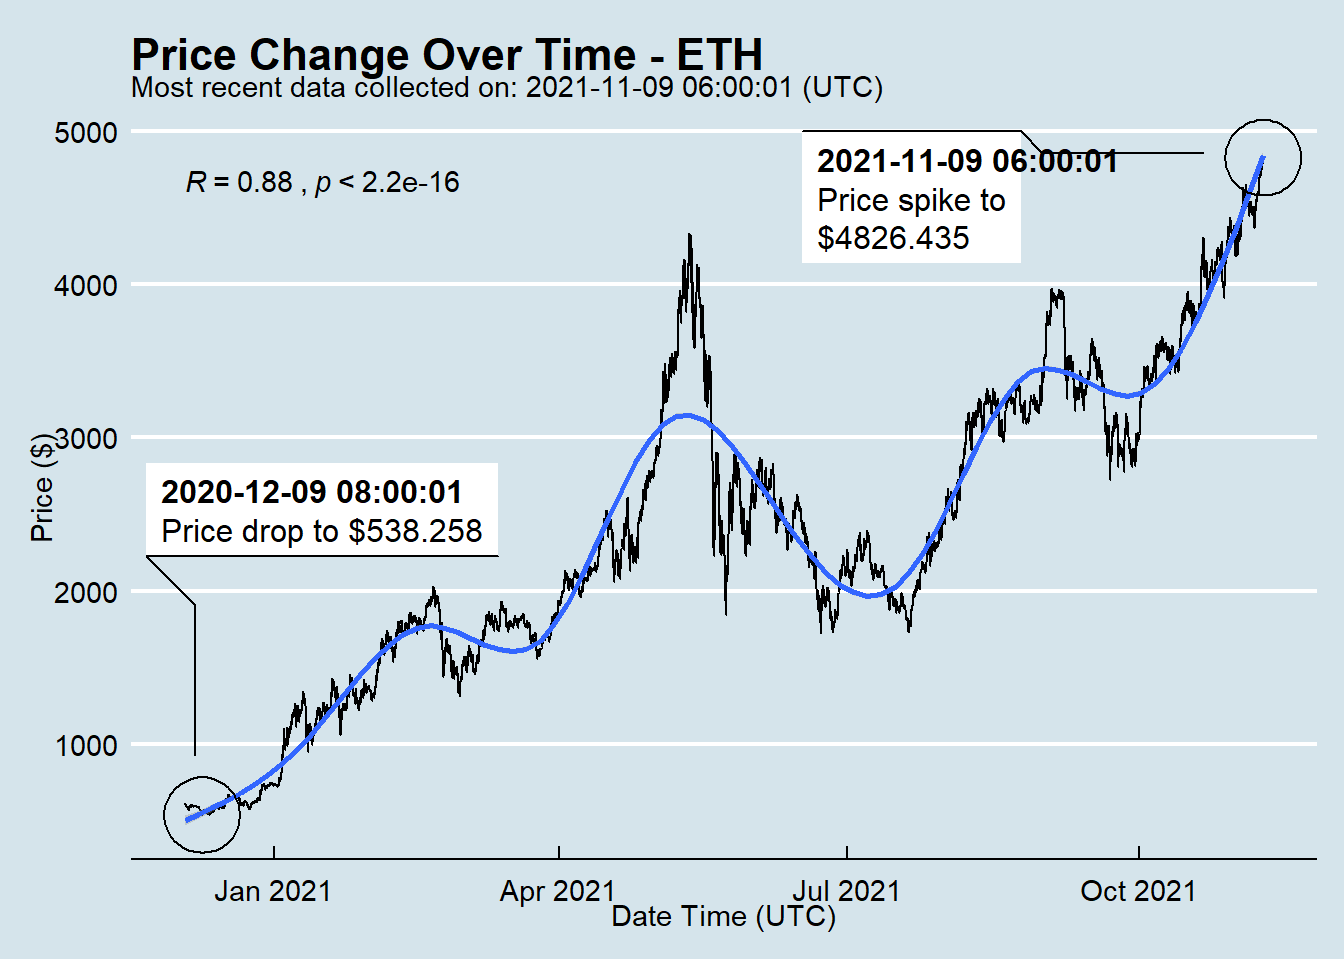 Price Change Over Time - ETH
Most recent data collected on: 2021-11-09 06:00:01 (UTC)
5000
4000
3000
2000
1000
Price ($)
R = 0.88 , p < 2.2e-16
2021-11-09 06:00:01
Price spike to
$4826.435
2020-12-09 08:00:01
Price drop to $538.258
Jan 2021
Apr 2021
Jul 2021
Oct 2021
Date Time (UTC)